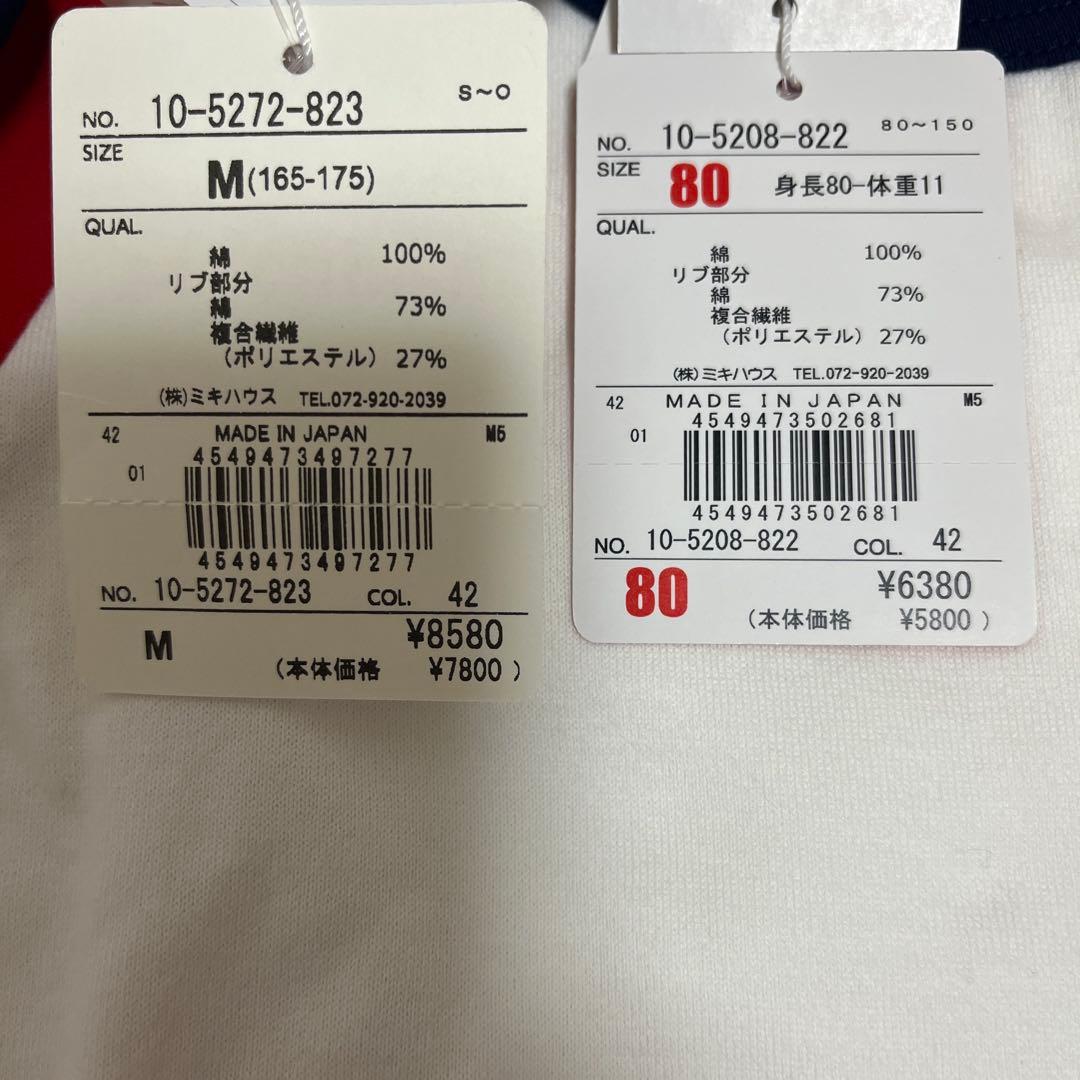 S～O
NO. 10-5272-823
SIZE
M(165-175)
QUAL.
綿 100%
リブ部分
綿 73%
複合繊維
（ポリエステル） 27%
(株)ミキハウス TEL.072-920-2039
42 MADE IN JAPAN M5
4549473497277
01
4549473497277
NO. 10-5272-823 COL. 42
M ¥8580
（本体価格 ¥7800 ）
80～150
NO. 10-5208-822
SIZE 80 身長80-体重11
QUAL.
綿 100%
リブ部分
綿 73%
複合繊維
（ポリエステル） 27%
(株)ミキハウス TEL.072-920-2039
42 MADE IN JAPAN M5
4549473502681
01
4549473502681
NO. 10-5208-822 COL. 42
80 ¥6380
（本体価格 ¥5800 ）